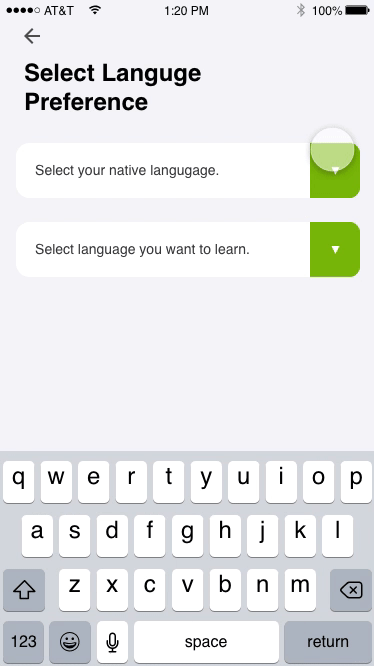 AT&T 1:20 PM 100%
Select Languge
Preference
Select your native langugage.
Select language you want to learn.
q w e r t y u i o p
a s d f g h j k l
z x c v b n m
123 space return